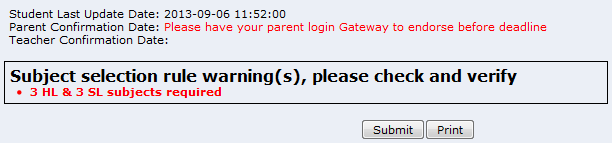 Student Last Update Date: 2013-09-06 11:52:00
Parent Confirmation Date: Please have your parent login Gateway to endorse before deadline
Teacher Confirmation Date:
Subject selection rule warning(s), please check and verify
• 3 HL & 3 SL subjects required
Submit Print